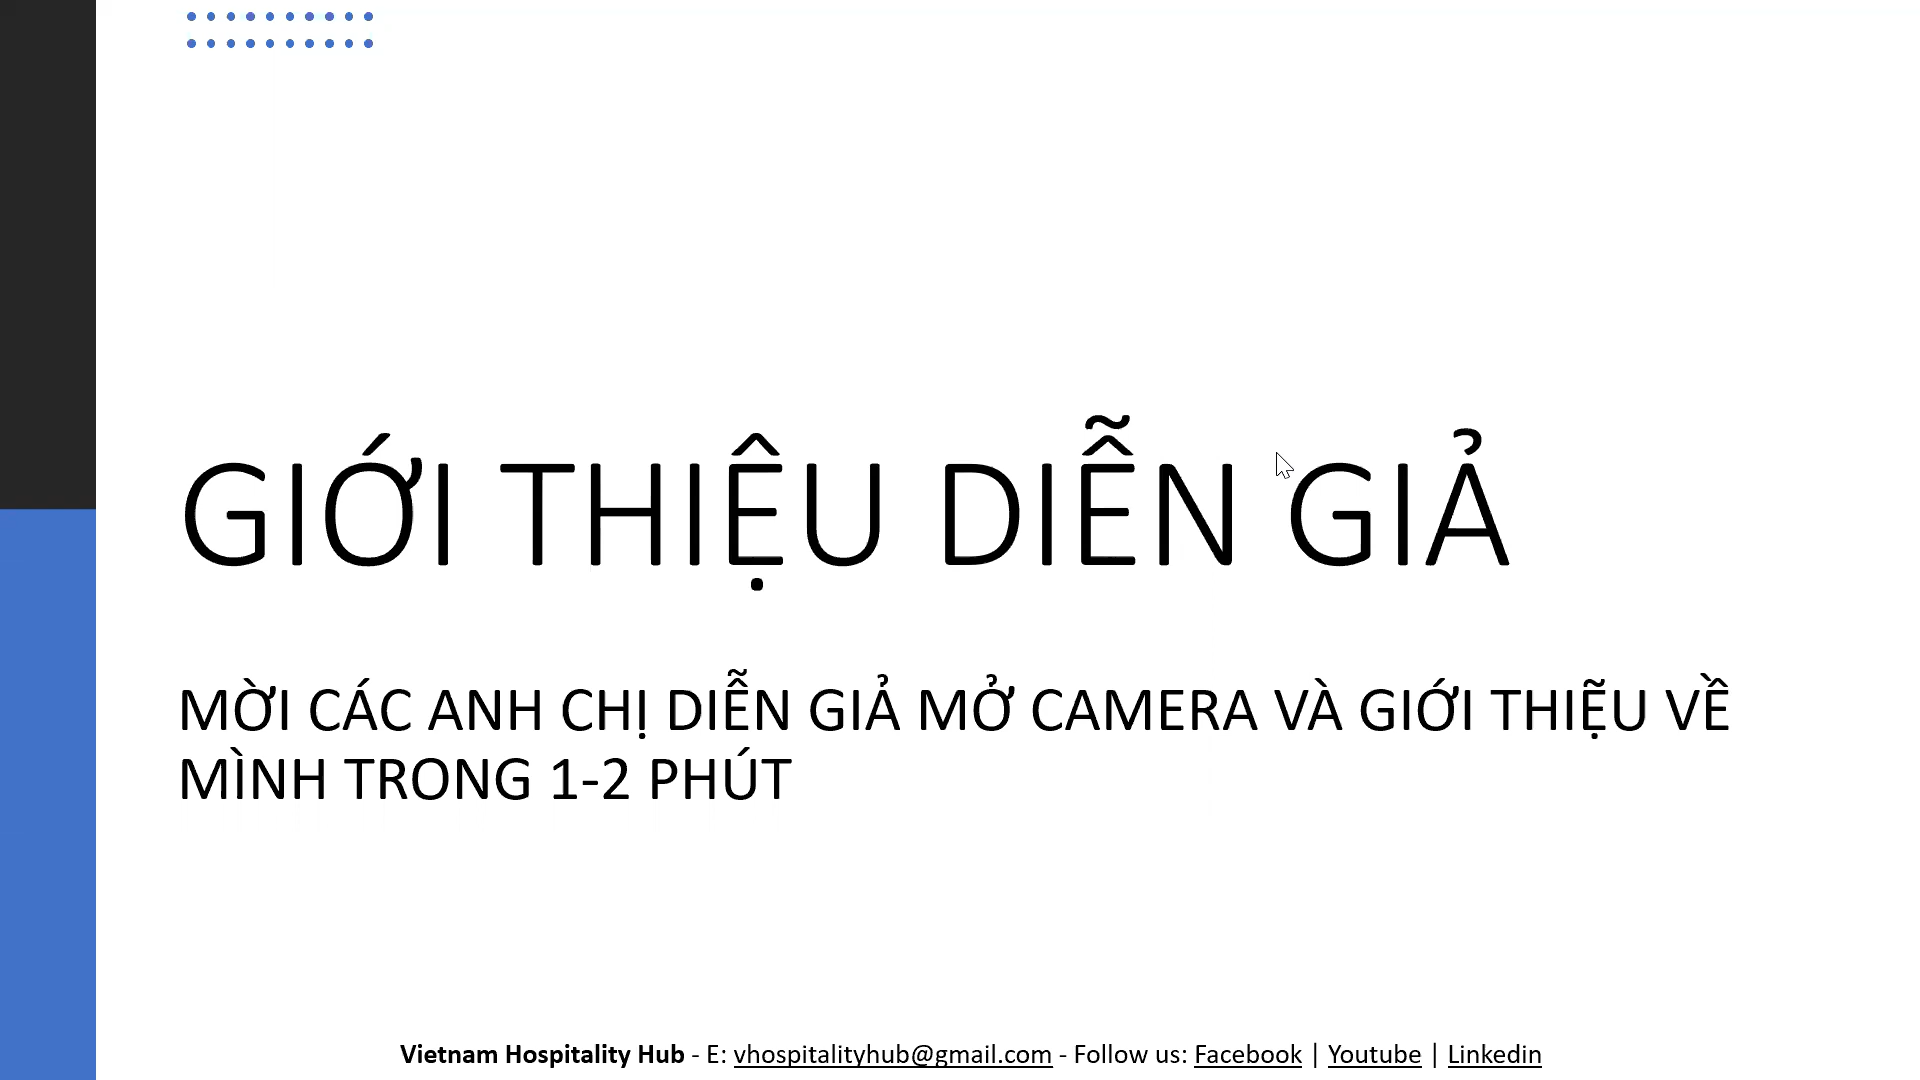 GIỚI THIỆU DIỄN GIẢ
MỜI CÁC ANH CHỊ DIỄN GIẢ MỞ CAMERA VÀ GIỚI THIỆU VỀ
MÌNH TRONG 1-2 PHÚT
Vietnam Hospitality Hub - E: vhospitalityhub@gmail.com - Follow us: Facebook | Youtube | Linkedin